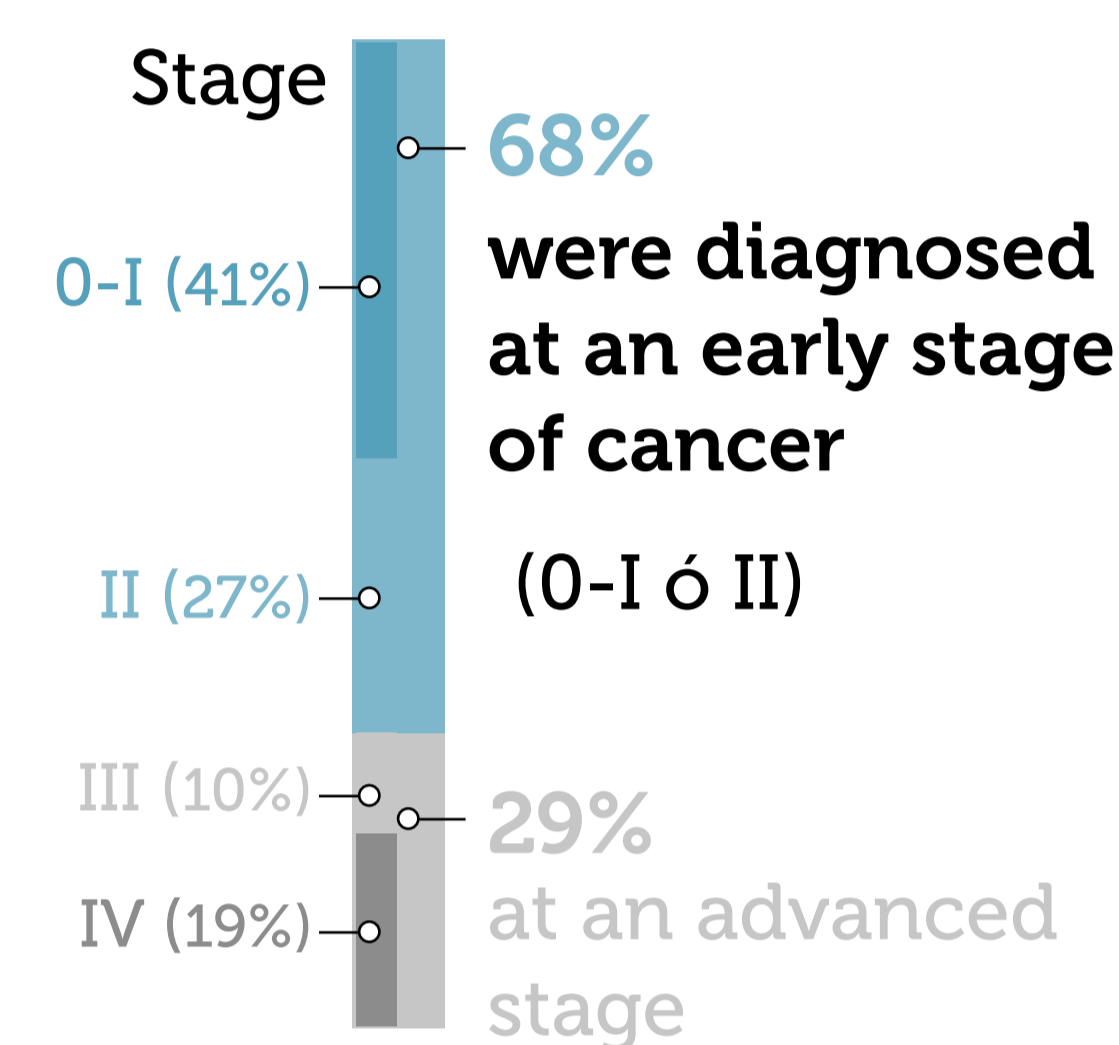 Stage
68%
were diagnosed
at an early stage
of cancer
(0-I ó II)
0-I (41%)
II (27%)
III (10%)
IV (19%)
29%
at an advanced
stage